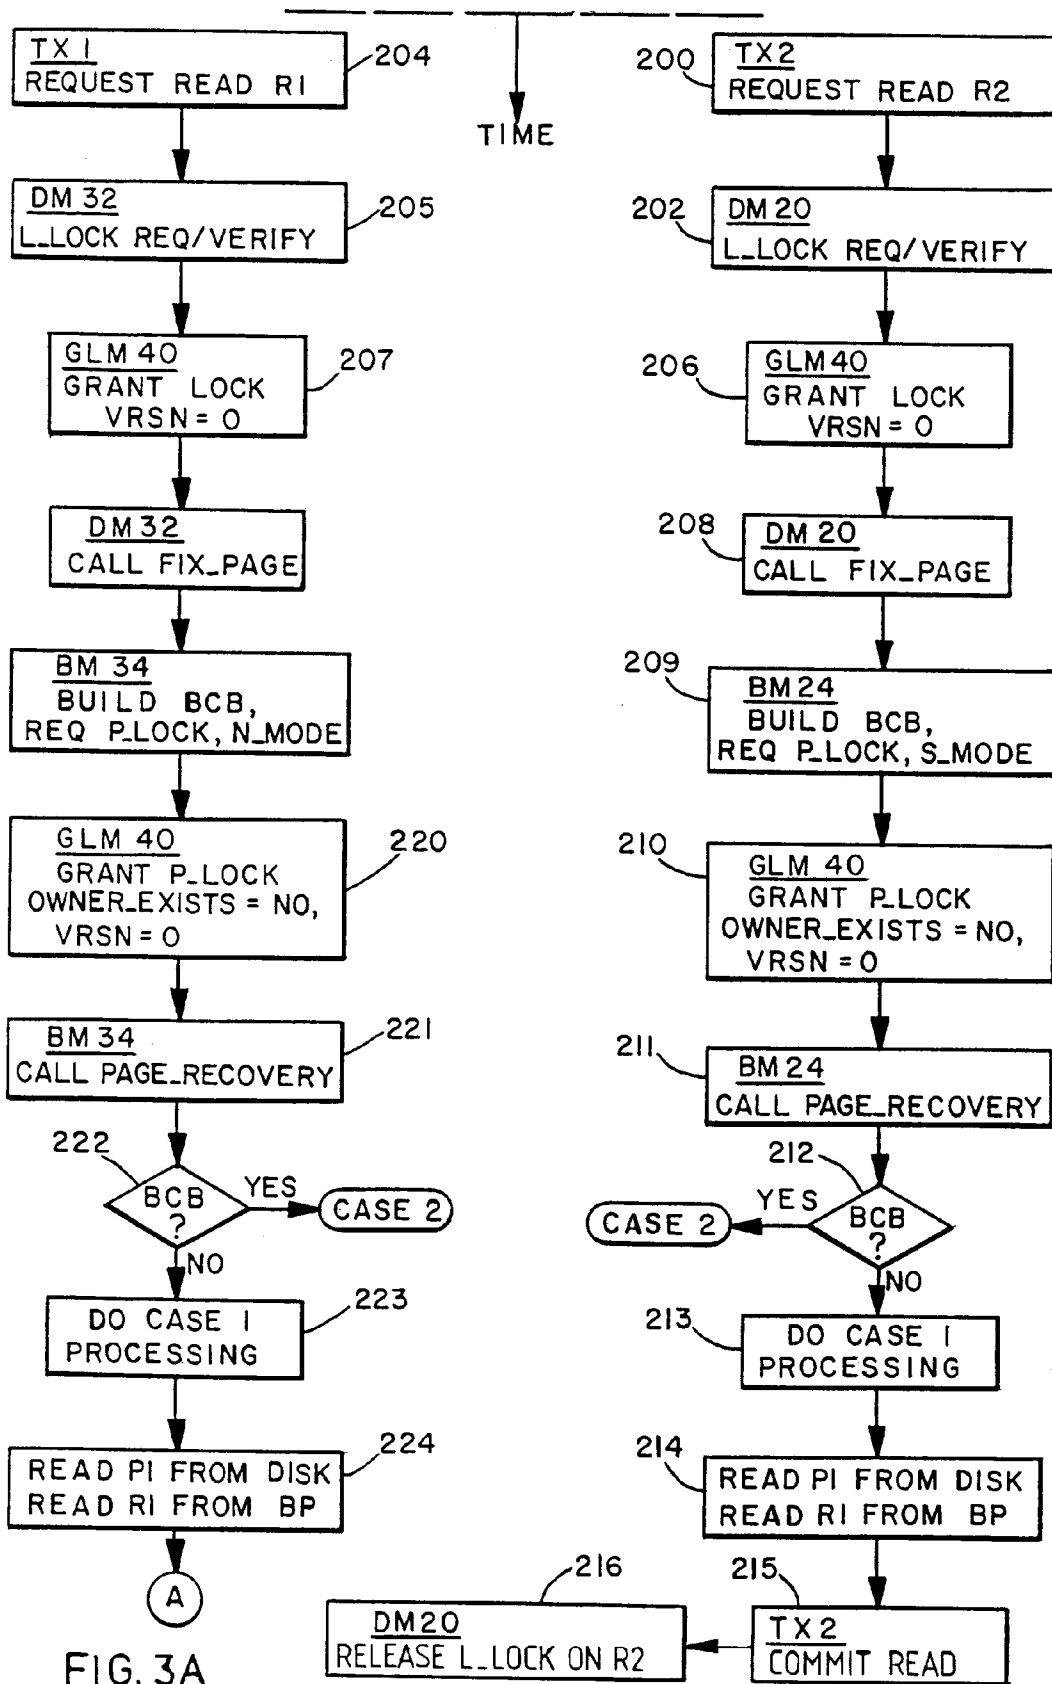 TX1
REQUEST READ R1
204
TIME
200
TX2
REQUEST READ R2
DM 32
L_LOCK REQ/VERIFY
205
202
DM 20
L_LOCK REQ/VERIFY
GLM 40
GRANT LOCK
VRSN = 0
207
206
GLM 40
GRANT LOCK
VRSN = 0
DM 32
CALL FIX_PAGE
208
DM 20
CALL FIX_PAGE
BM 34
BUILD BCB,
REQ P_LOCK, N_MODE
209
BM 24
BUILD BCB,
REQ P_LOCK, S_MODE
GLM 40
GRANT P_LOCK
OWNER_EXISTS = NO,
VRSN = 0
220
210
GLM 40
GRANT P_LOCK
OWNER_EXISTS = NO,
VRSN = 0
BM 34
CALL PAGE_RECOVERY
221
211
BM 24
CALL PAGE_RECOVERY
222
BCB
?
YES
CASE 2
NO
212
BCB
?
YES
CASE 2
NO
DO CASE 1
PROCESSING
223
213
DO CASE 1
PROCESSING
READ P1 FROM DISK
READ R1 FROM BP
224
214
READ P1 FROM DISK
READ R1 FROM BP
A
216
DM 20
RELEASE L_LOCK ON R2
215
TX 2
COMMIT READ
FIG. 3A